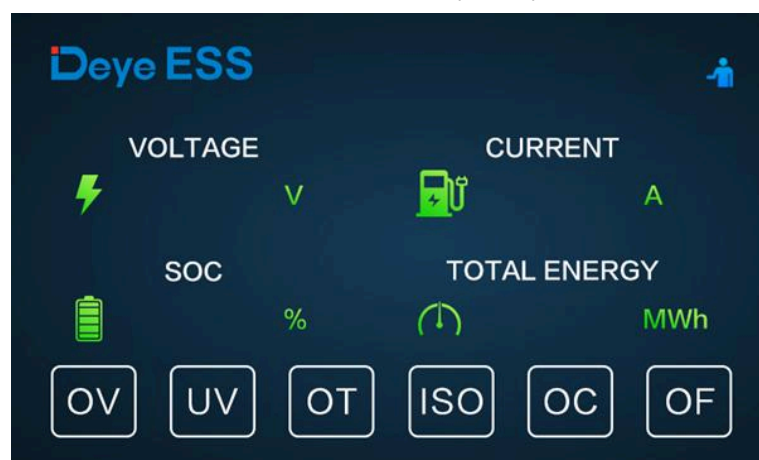 Deye ESS
VOLTAGE CURRENT
V A
SOC TOTAL ENERGY
% MWh
OV UV OT ISO OC OF